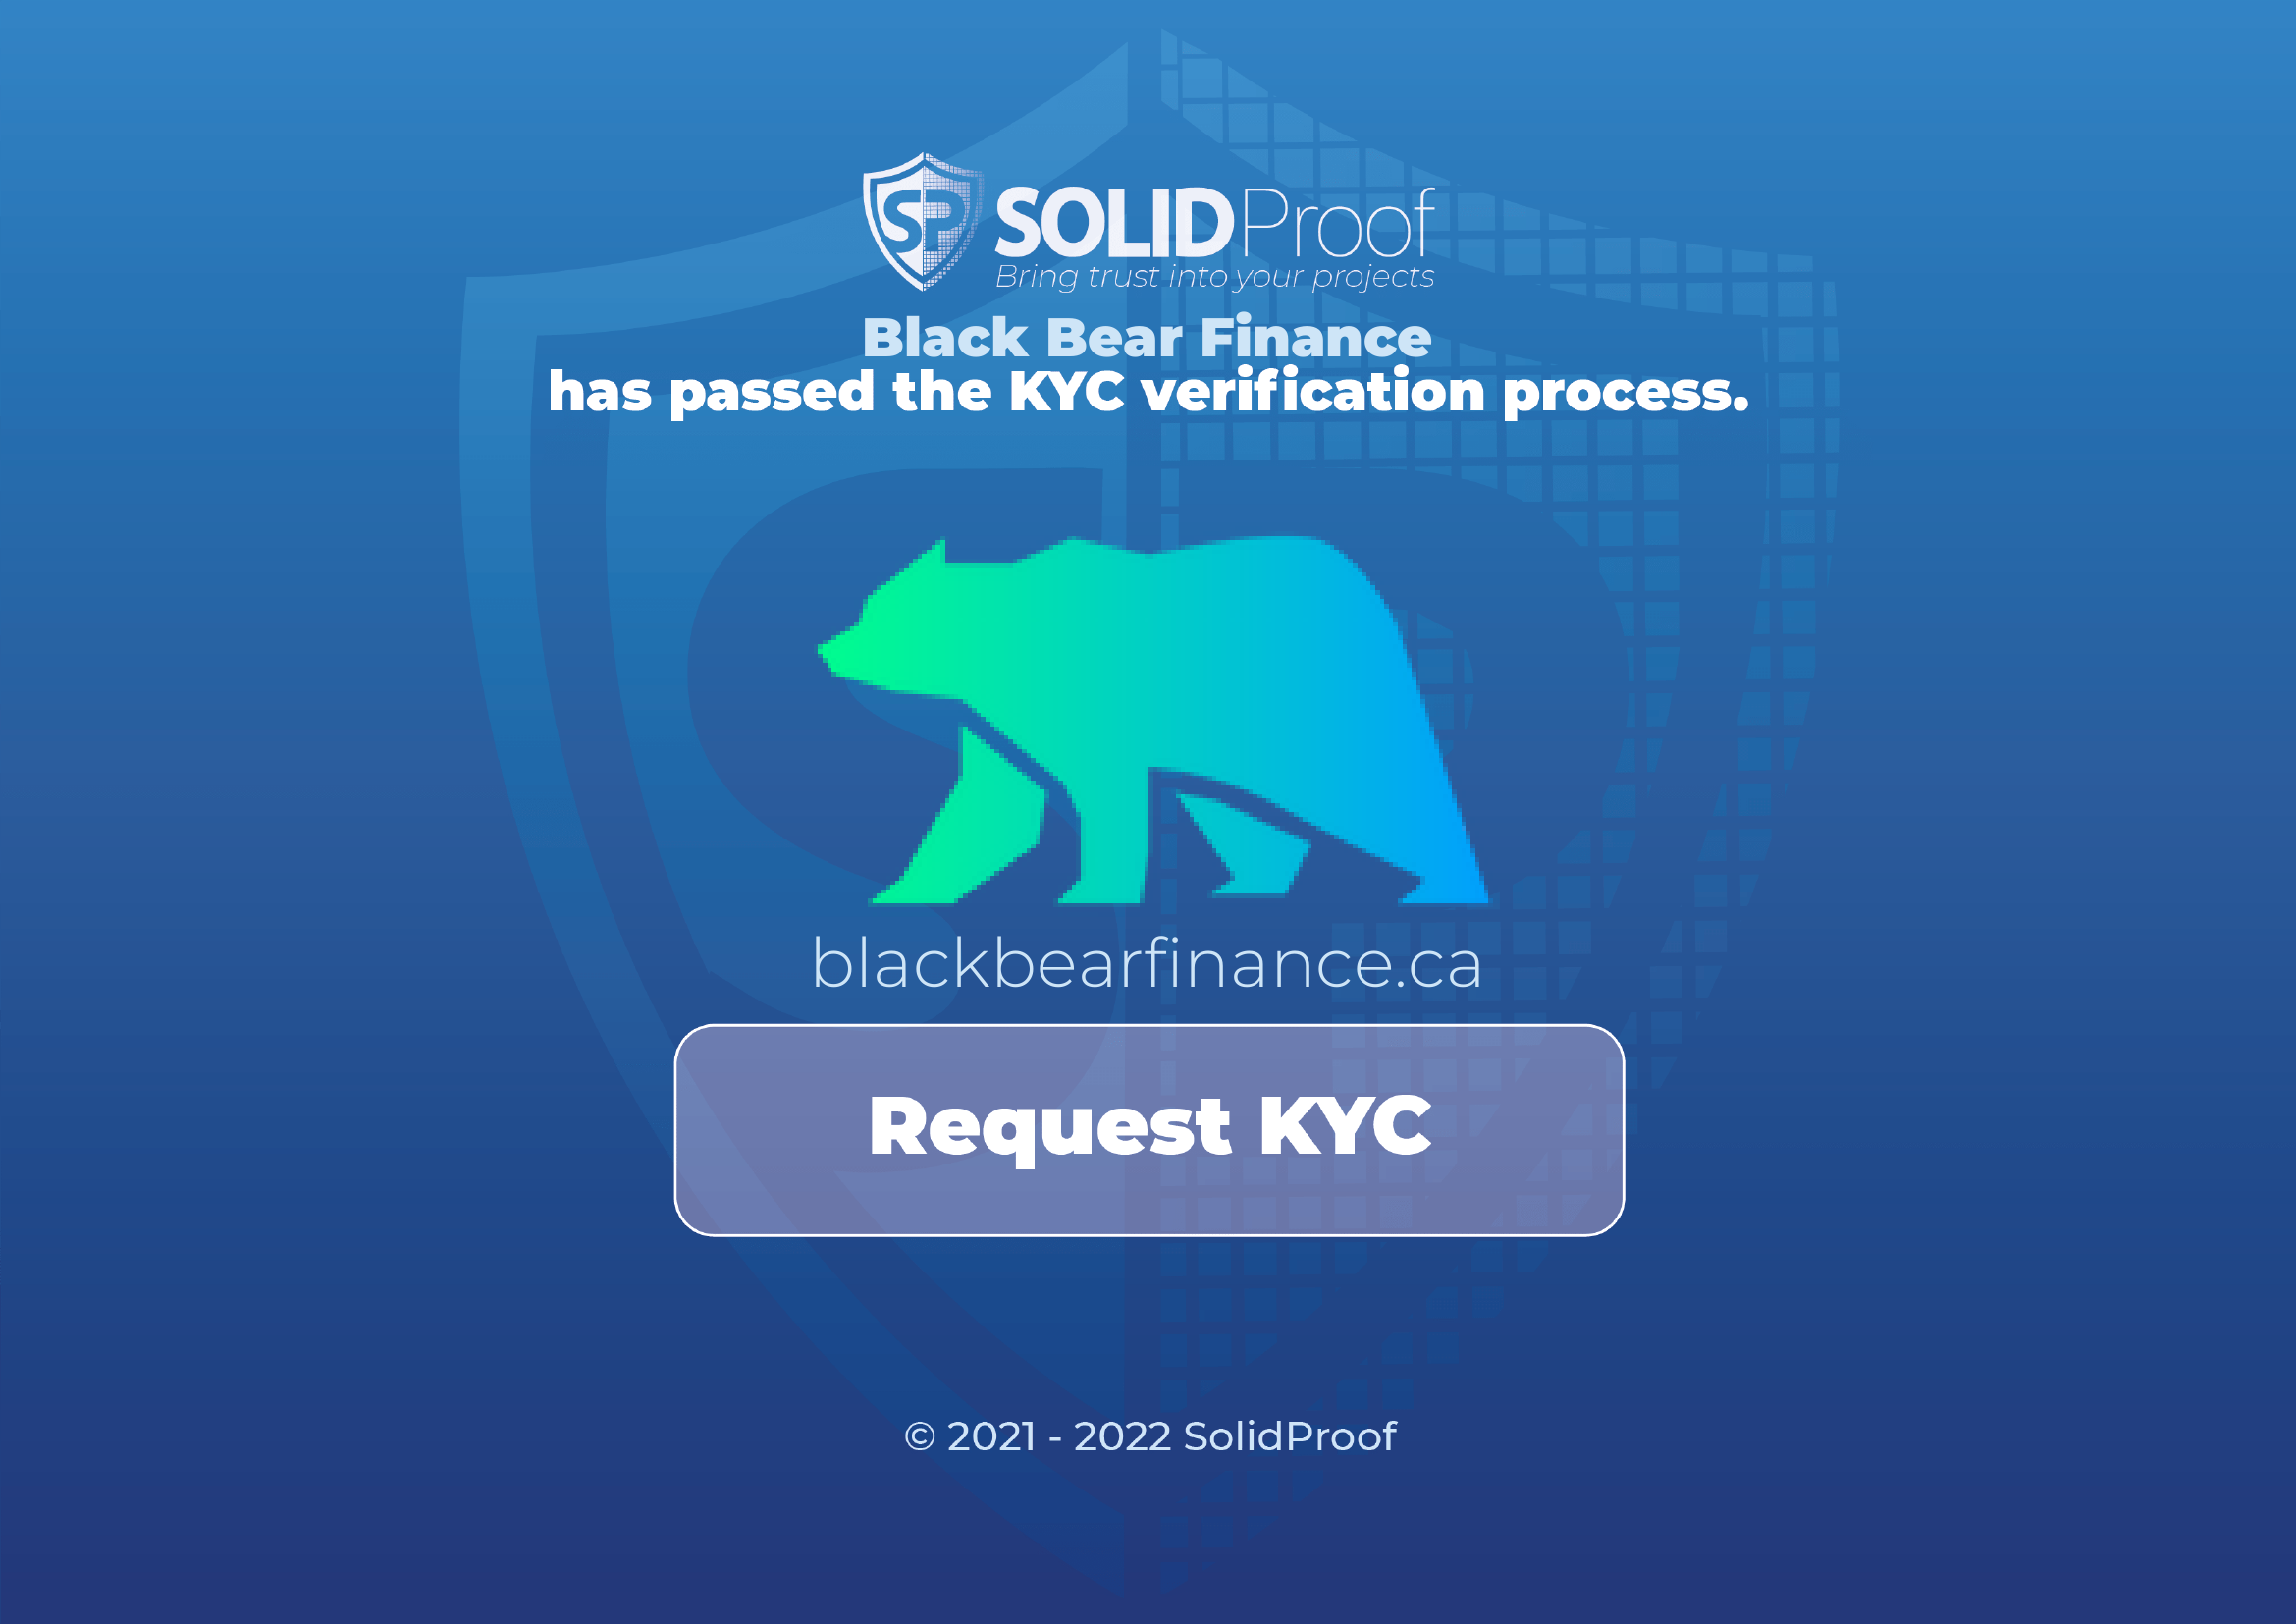 SP SOLIDProof
Bring trust into your projects
Black Bear Finance
has passed the KYC verification process.
blackbearfinance.ca
Request KYC
© 2021 - 2022 SolidProof